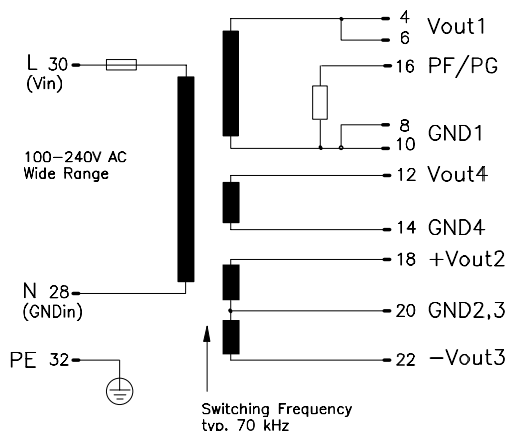 4 Vout1
6
L 30
(Vin)
16 PF/PG
8
GND1
10
100-240V AC
Wide Range
12 Vout4
14 GND4
18 +Vout2
N 28
(GNDin)
20 GND2,3
PE 32
22 -Vout3
Switching Frequency
typ. 70 kHz